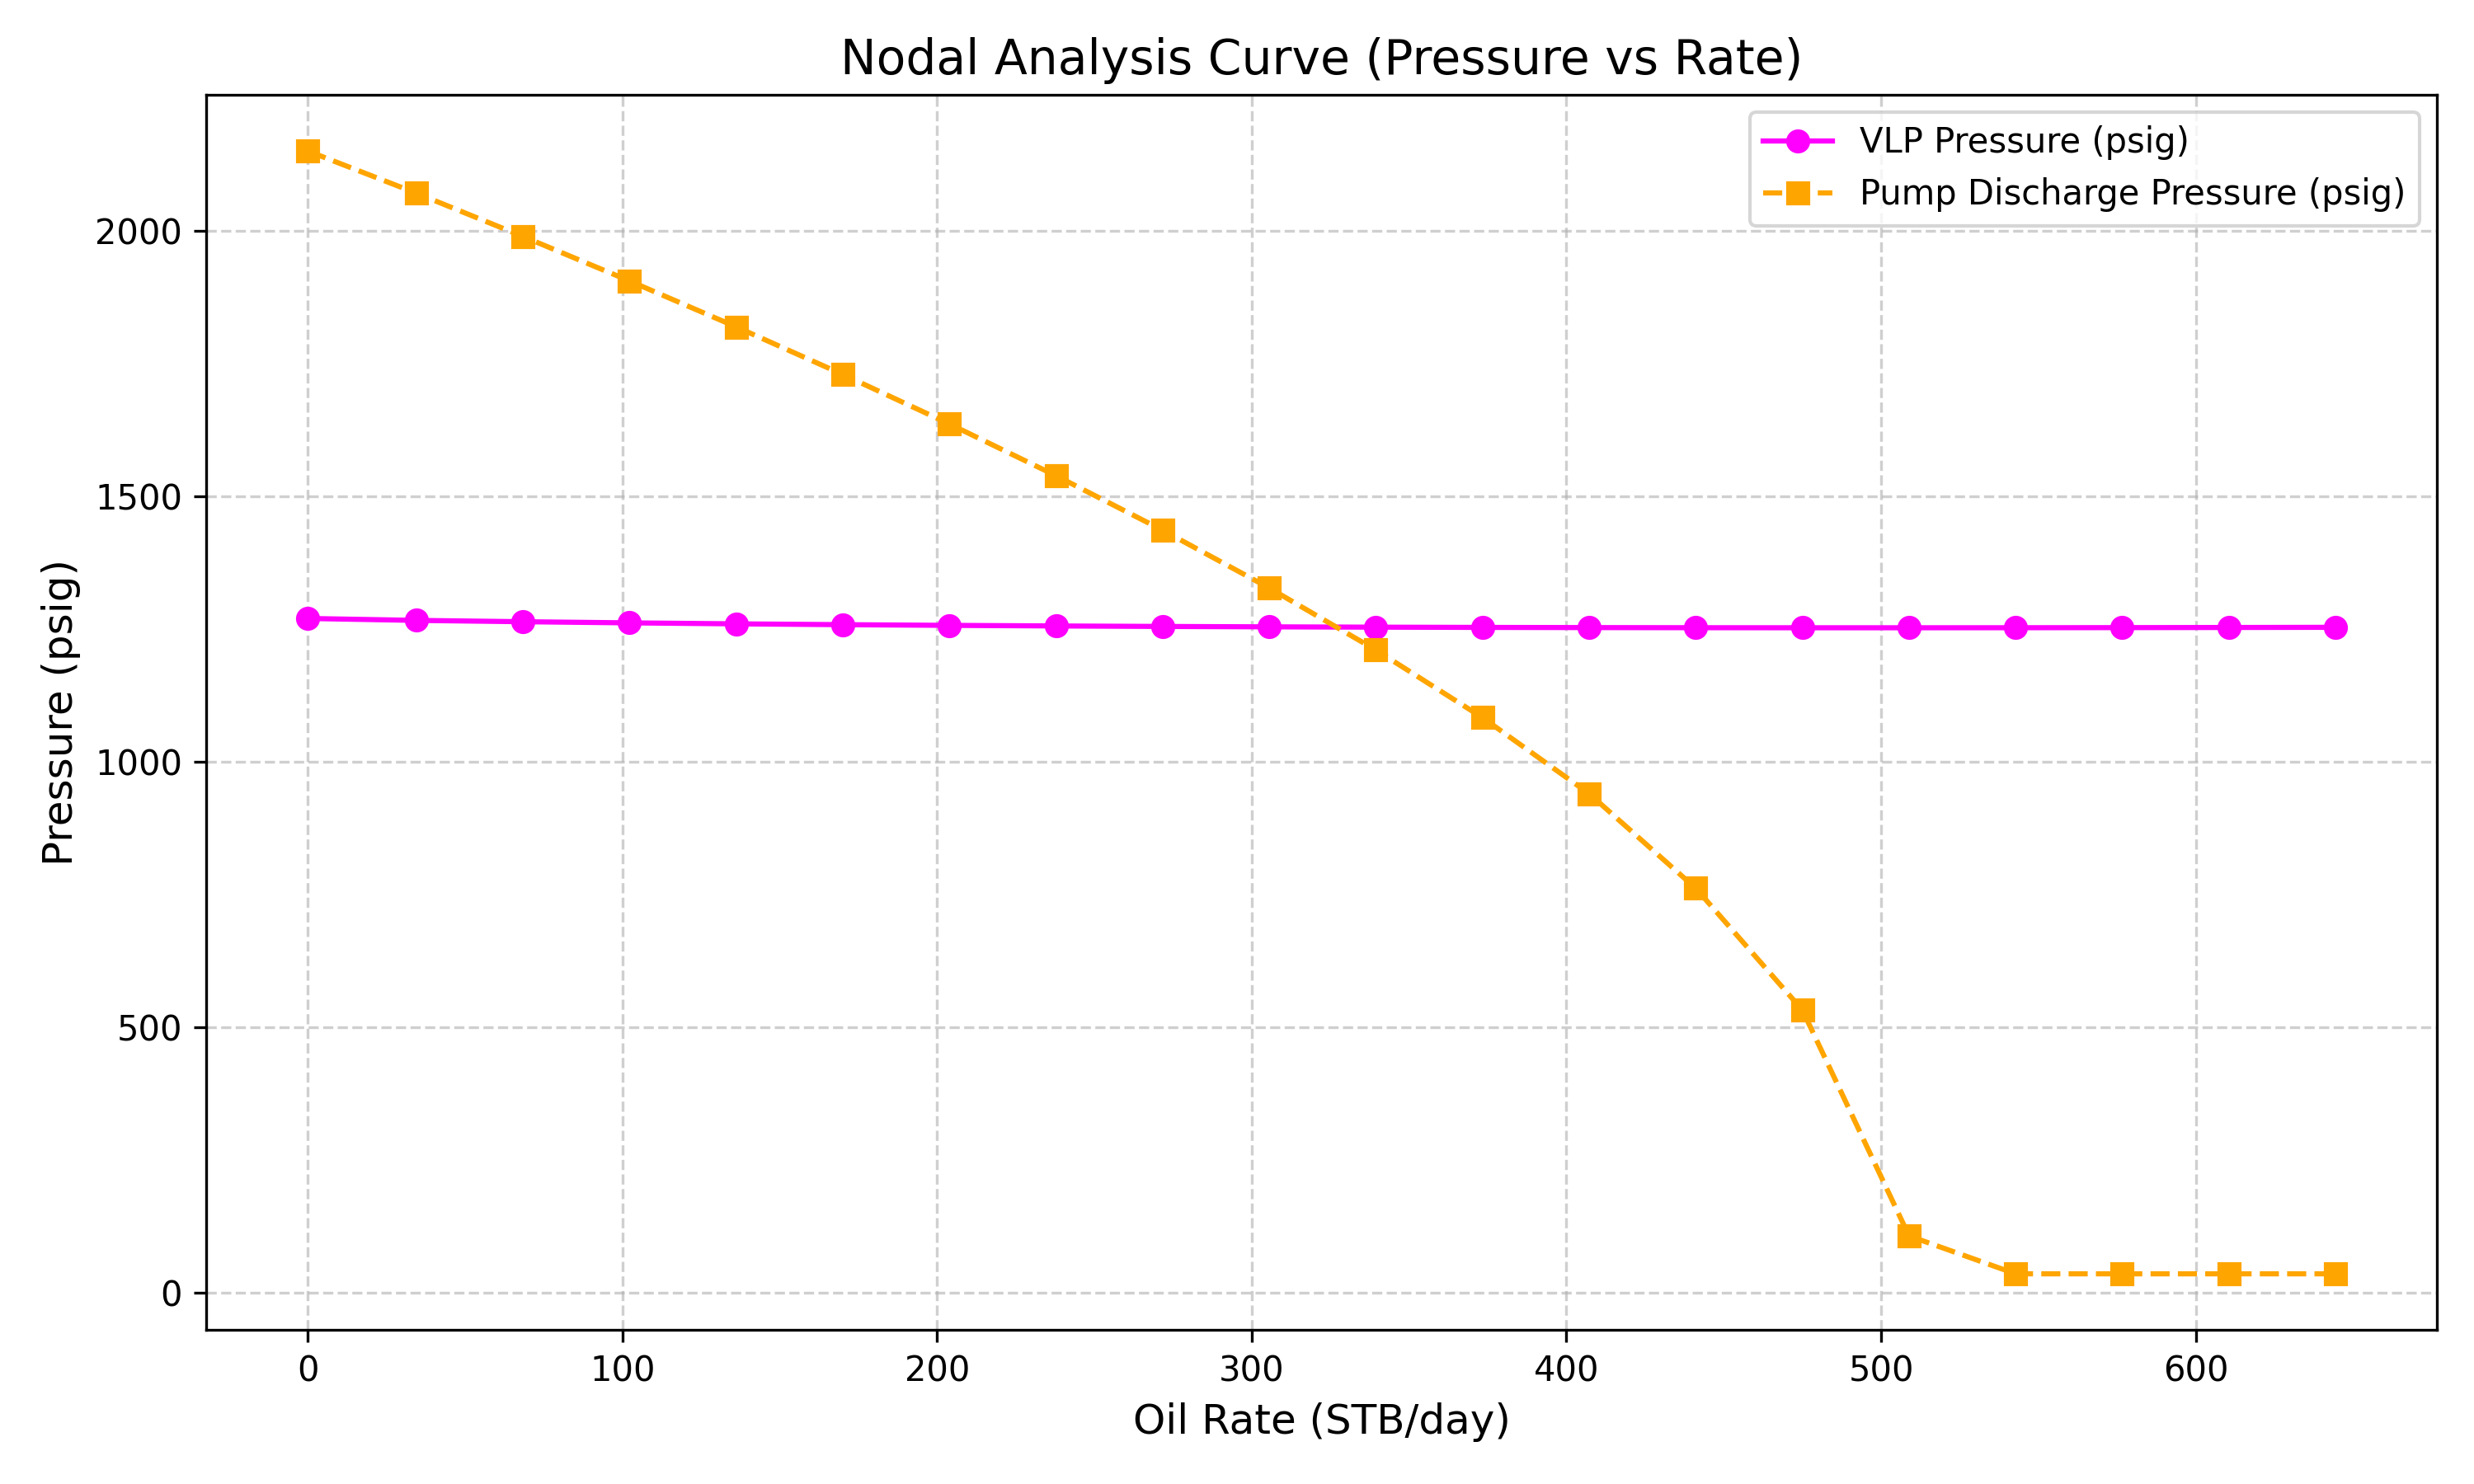 Nodal Analysis Curve (Pressure vs Rate)
VLP Pressure (psig)
Pump Discharge Pressure (psig)
Pressure (psig)
2000
1500
1000
500
0
0 100 200 300 400 500 600
Oil Rate (STB/day)